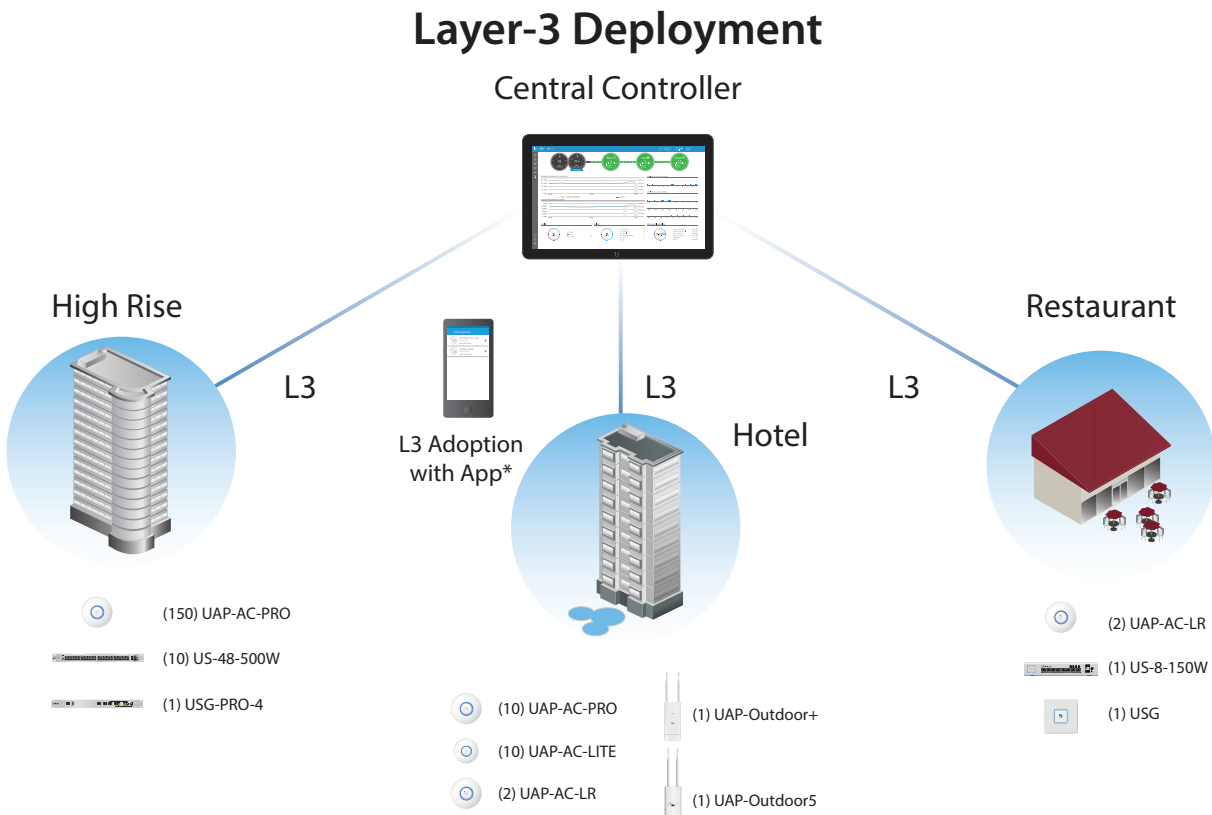 Layer-3 Deployment
Central Controller
High Rise
L3
(150) UAP-AC-PRO
(10) US-48-500W
(1) USG-PRO-4
L3 Adoption
with App*
L3
Hotel
(10) UAP-AC-PRO
(10) UAP-AC-LITE
(2) UAP-AC-LR
(1) UAP-Outdoor+
(1) UAP-Outdoor5
Restaurant
L3
(2) UAP-AC-LR
(1) US-8-150W
(1) USG